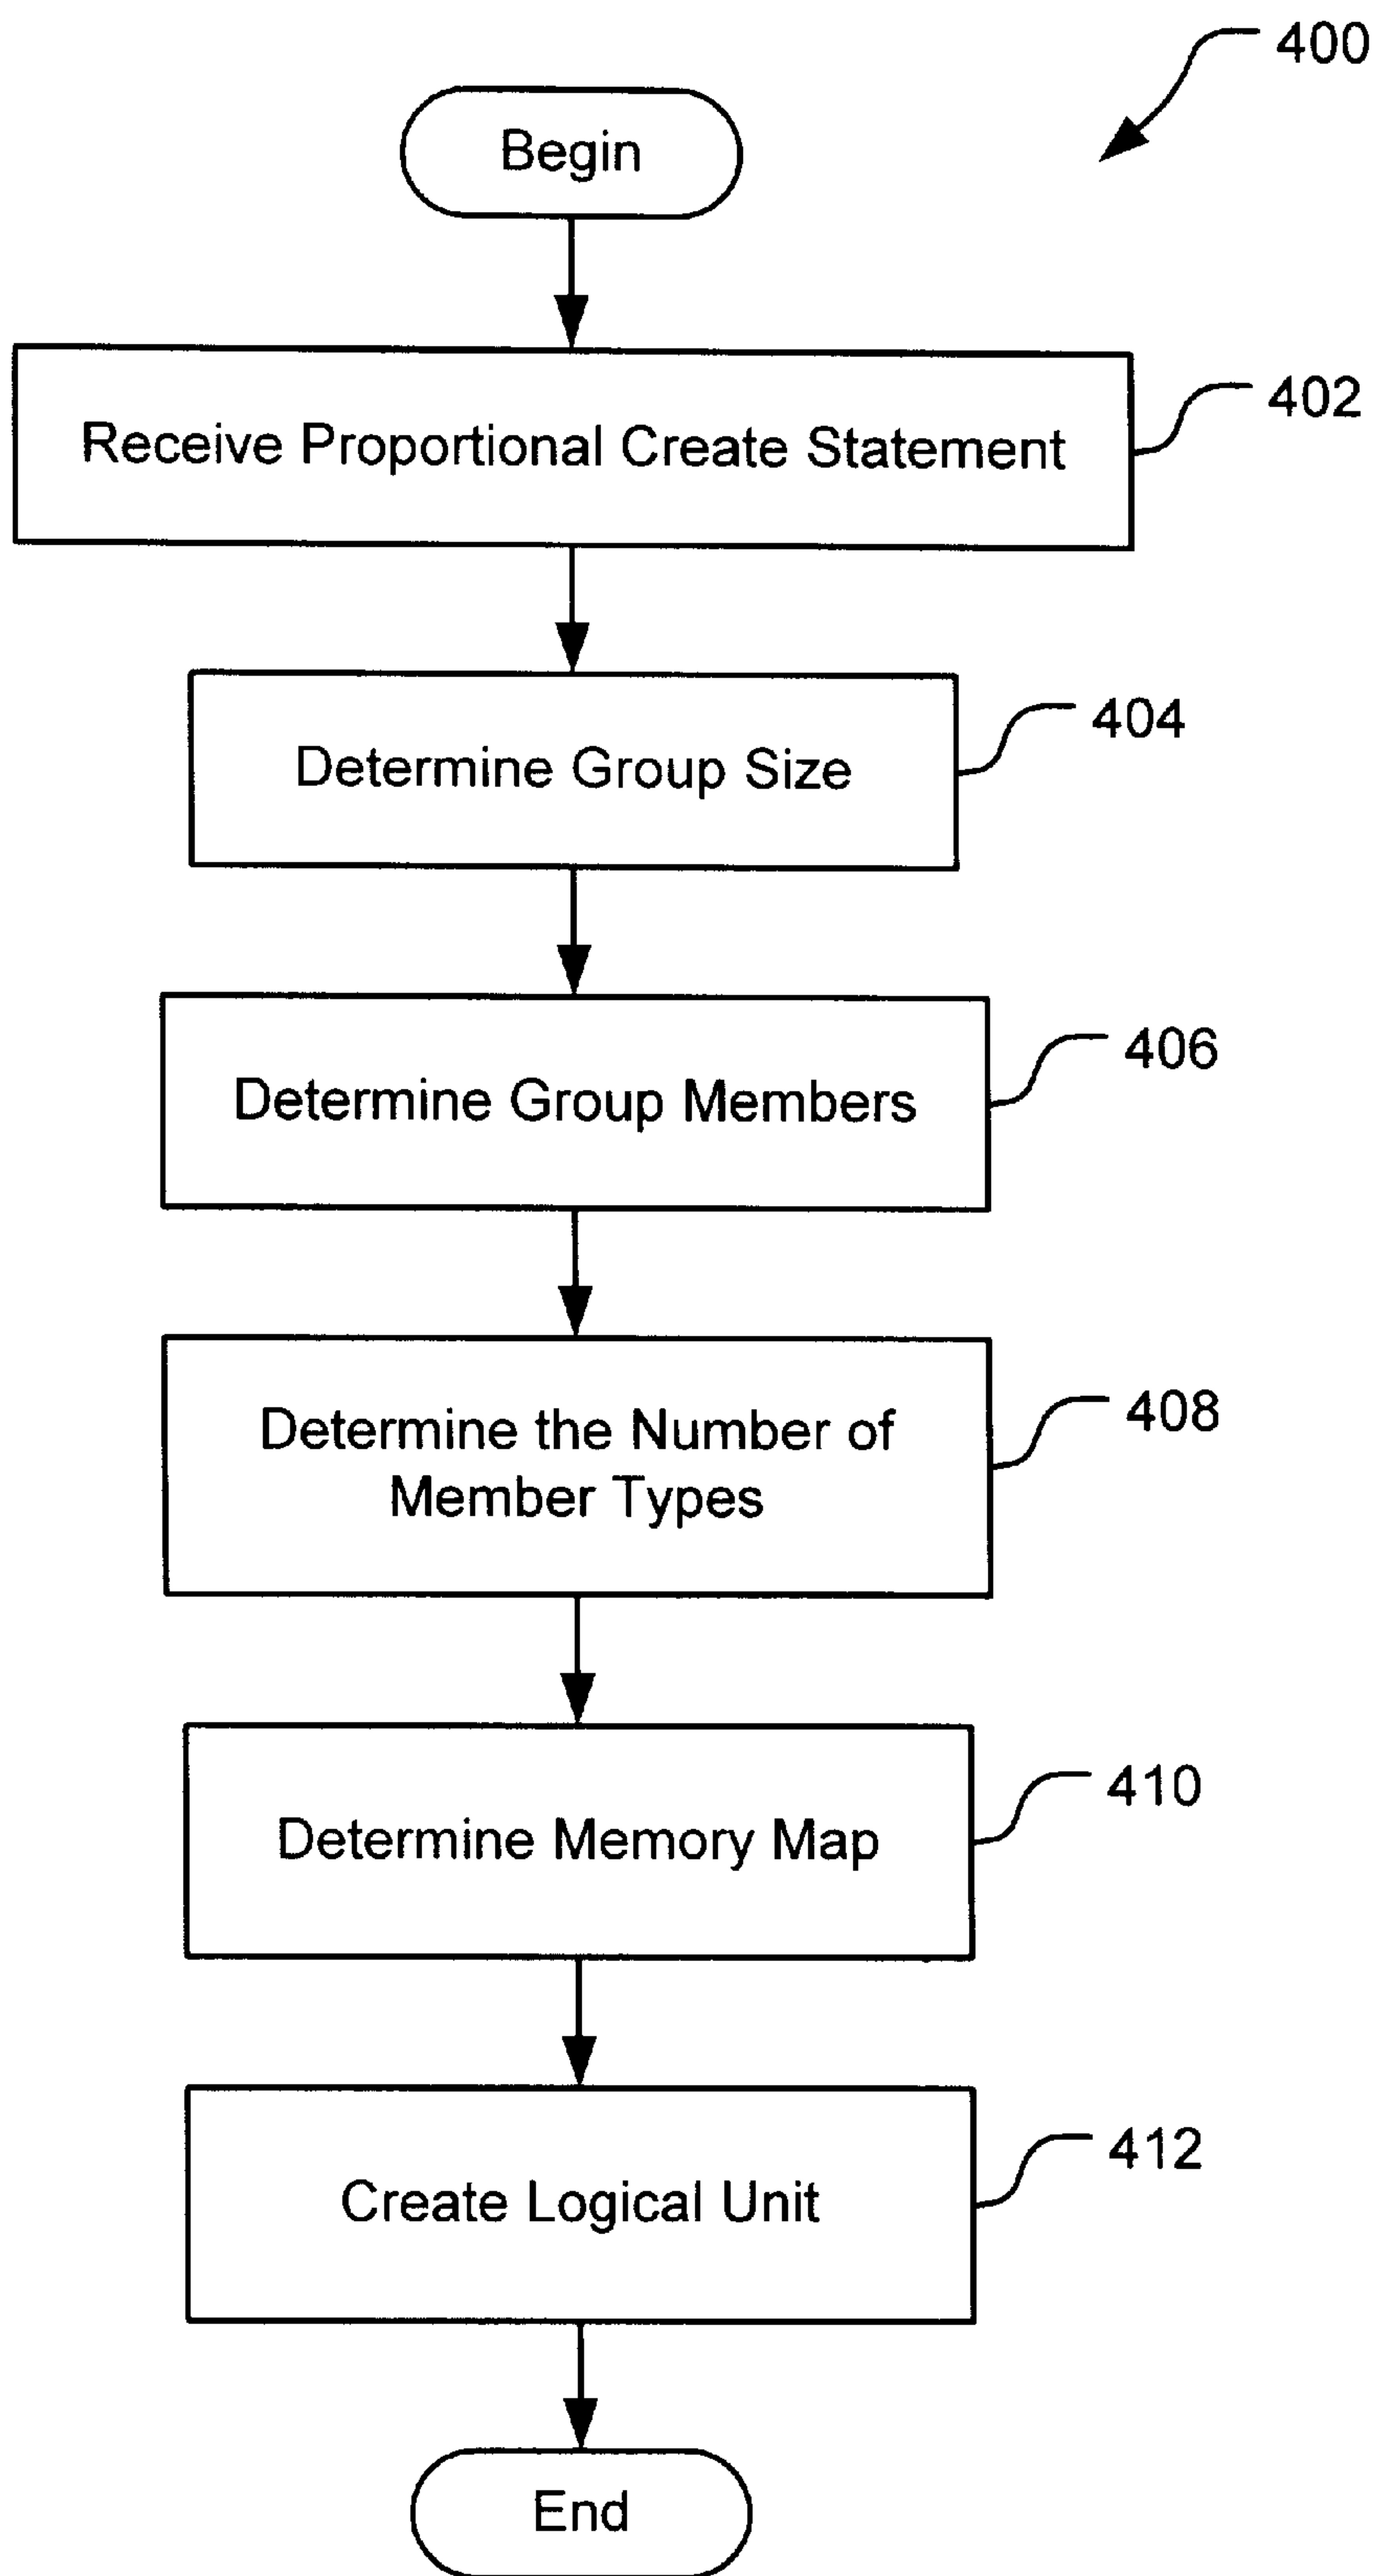 400
Begin
Receive Proportional Create Statement
402
Determine Group Size
404
Determine Group Members
406
Determine the Number of
Member Types
408
Determine Memory Map
410
Create Logical Unit
412
End